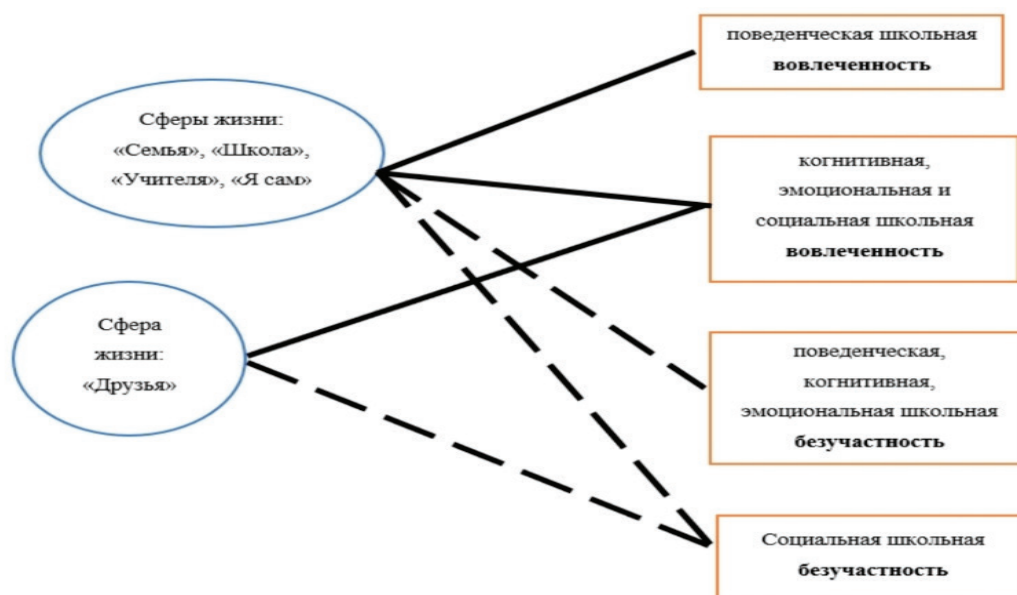 Сферы жизни:
«Семья», «Школа»,
«Учителя», «Я сам»
Сфера
жизни:
«Друзья»
поведенческая школьная
вовлеченность
когнитивная,
эмоциональная и
социальная школьная
вовлеченность
поведенческая,
когнитивная,
эмоциональная школьная
безучастность
Социальная школьная
безучастность